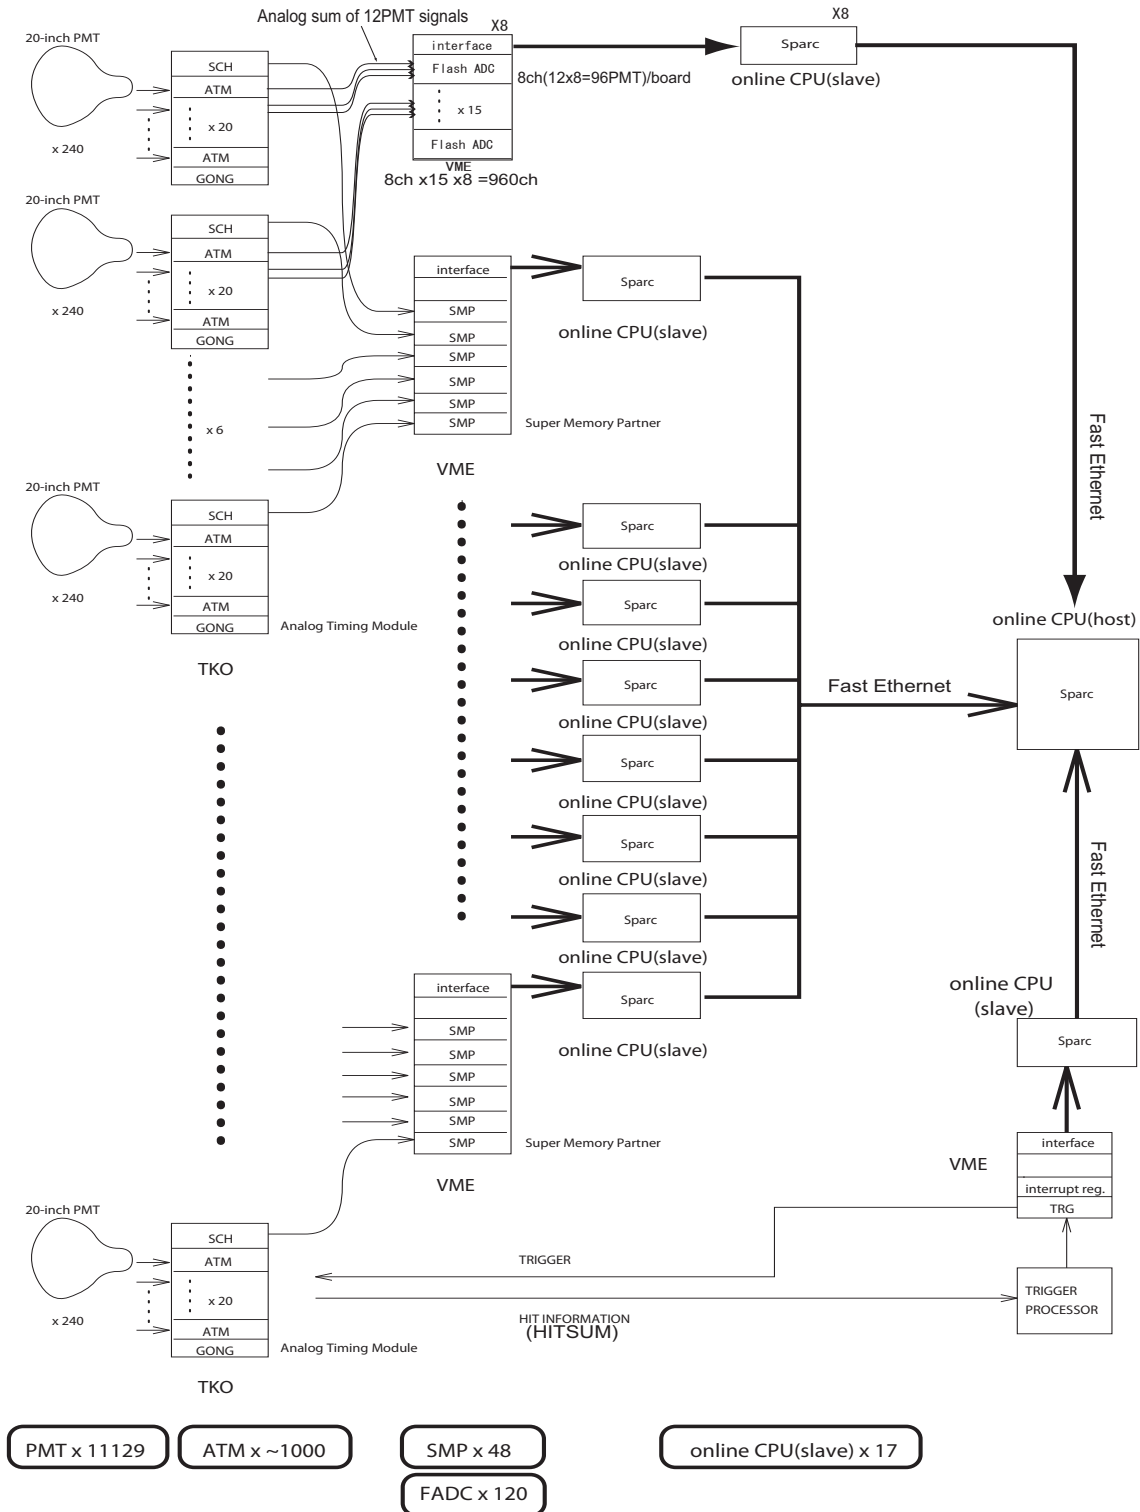 Analog sum of 12PMT signals
X8
X8
20-inch PMT
x 240
SCH
ATM
x 20
ATM
GONG
interface
Flash ADC
x 15
Flash ADC
VME
8ch x15 x8 =960ch
8ch(12x8=96PMT)/board
Sparc
online CPU(slave)
20-inch PMT
x 240
SCH
ATM
x 20
ATM
GONG
x 6
interface
SMP
SMP
SMP
SMP
SMP
SMP
Super Memory Partner
VME
Sparc
online CPU(slave)
Fast Ethernet
20-inch PMT
x 240
SCH
ATM
x 20
ATM
GONG
Analog Timing Module
TKO
Sparc
online CPU(slave)
Sparc
online CPU(slave)
Sparc
online CPU(slave)
Sparc
online CPU(slave)
Sparc
online CPU(slave)
Sparc
online CPU(slave)
Sparc
online CPU(slave)
Fast Ethernet
online CPU(host)
Sparc
Fast Ethernet
interface
SMP
SMP
SMP
SMP
SMP
SMP
Super Memory Partner
VME
online CPU
(slave)
Sparc
VME
interface
interrupt reg.
TRG
TRIGGER
PROCESSOR
TRIGGER
HIT INFORMATION
(HITSUM)
20-inch PMT
x 240
SCH
ATM
x 20
ATM
GONG
Analog Timing Module
TKO
PMT x 11129
ATM x ~1000
SMP x 48
online CPU(slave) x 17
FADC x 120